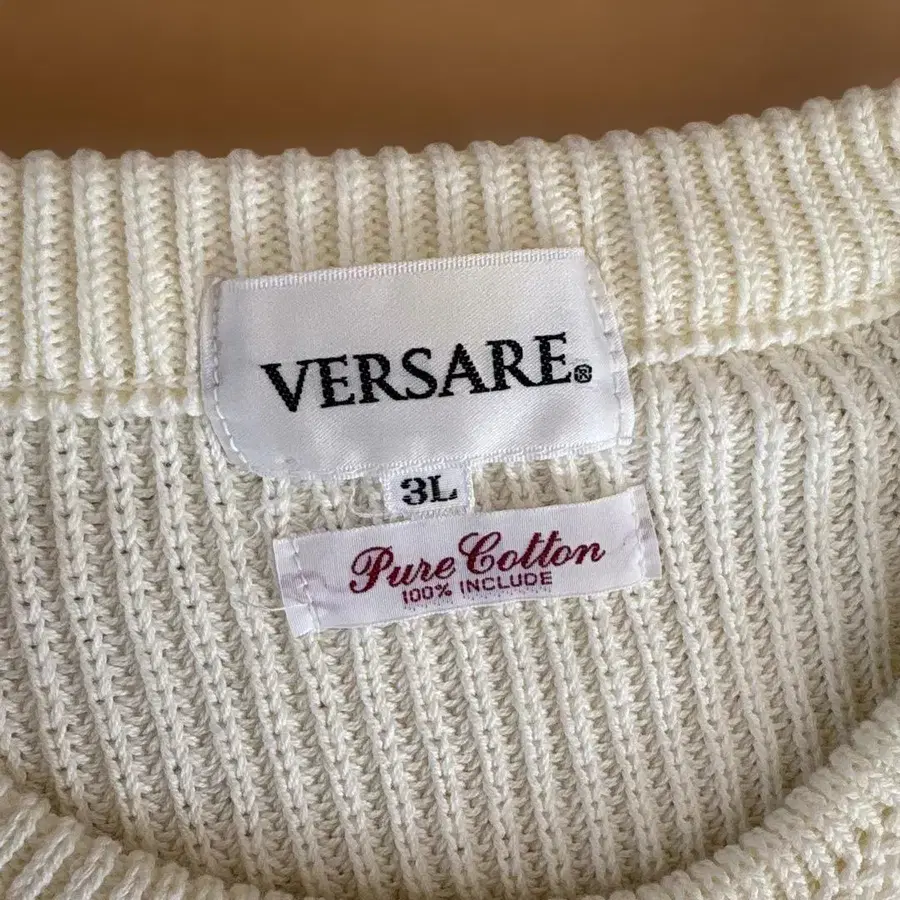 VERSARE®
3L
Pure Cotton
100% INCLUDE